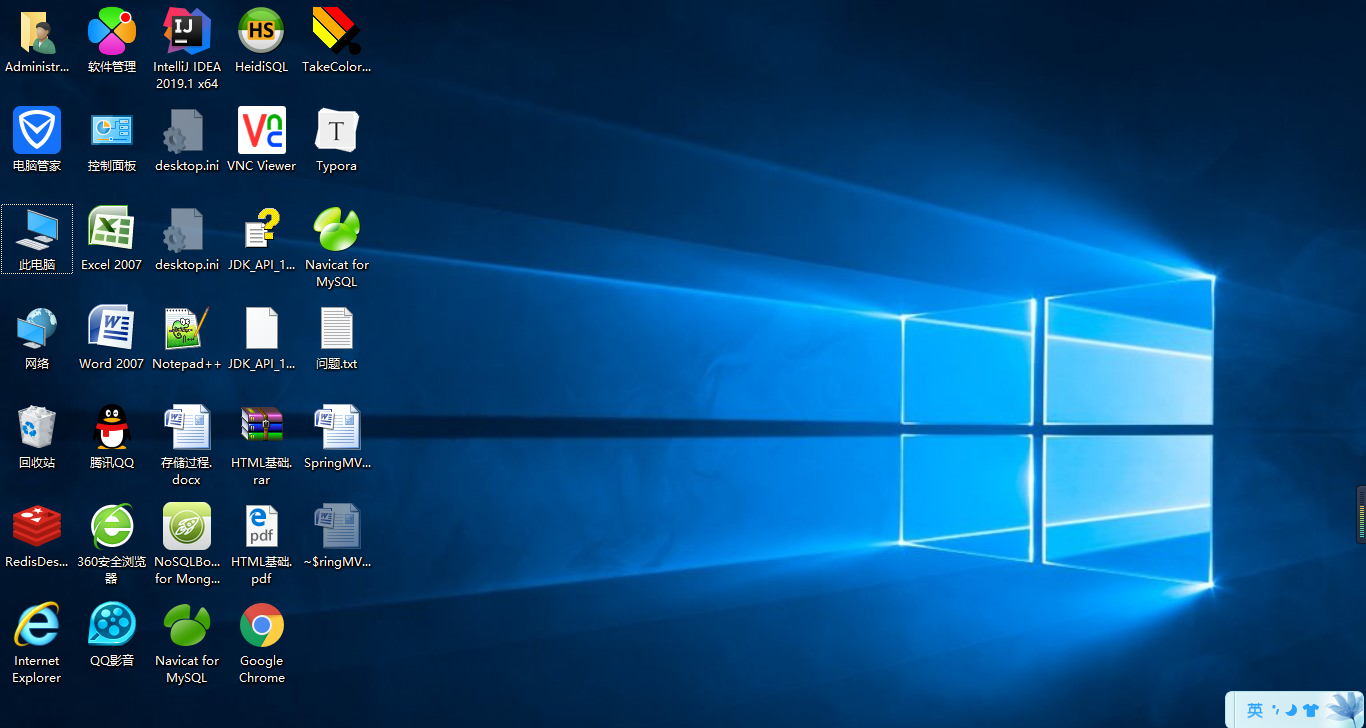 Administr...
软件管理
IntelliJ IDEA
2019.1 x64
HeidiSQL
TakeColor...
电脑管家
控制面板
desktop.ini
VNC Viewer
Typora
此电脑
Excel 2007
desktop.ini
JDK_API_1...
Navicat for
MySQL
网络
Word 2007
Notepad++
JDK_API_1...
问题.txt
回收站
腾讯QQ
存储过程.
docx
HTML基础.
rar
SpringMV...
RedisDes...
360安全浏览
器
NoSQLBo...
for Mong...
HTML基础.
pdf
~$ringMV...
Internet
Explorer
QQ影音
Navicat for
MySQL
Google
Chrome
英